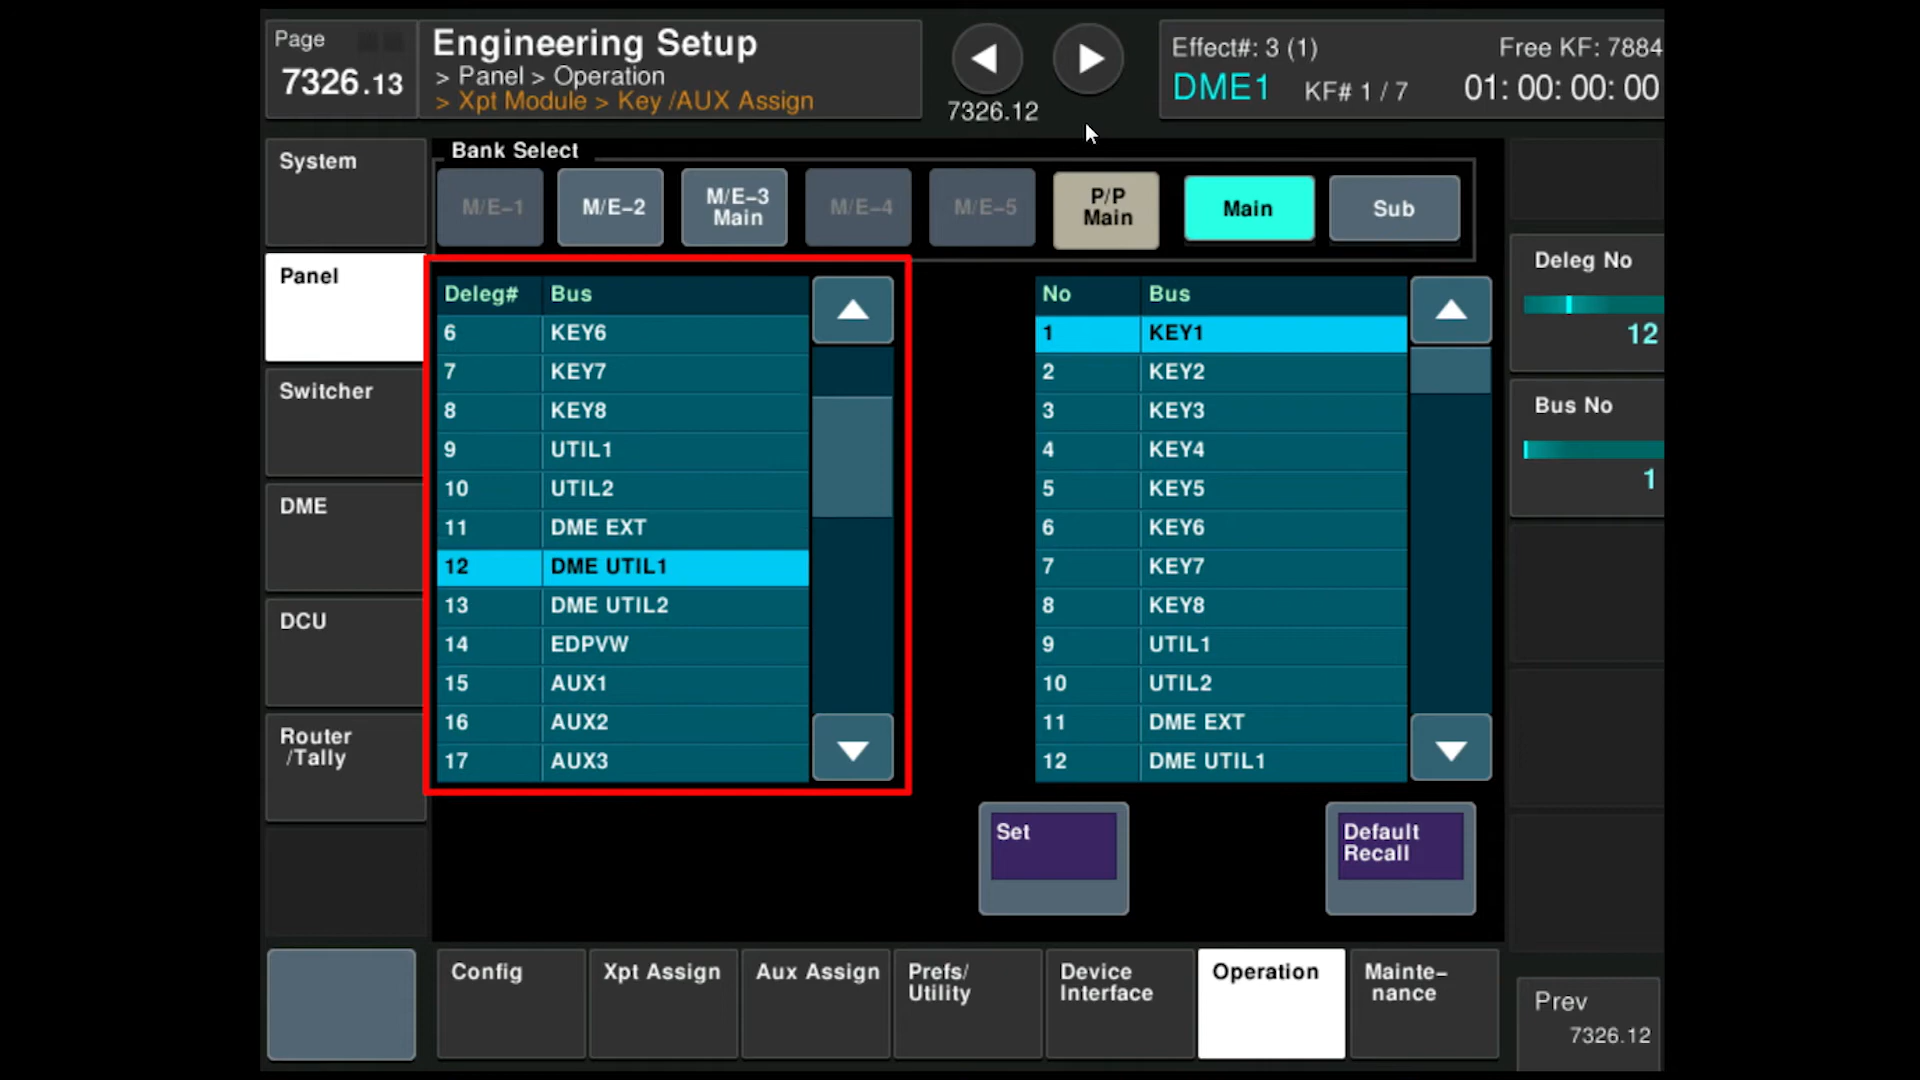 Page
7326.13
Engineering Setup
> Panel > Operation
> Xpt Module > Key /AUX Assign
7326.12
Effect#: 3 (1)
Free KF: 7884
DME1
KF# 1 / 7
01: 00: 00: 00
System
Panel
Switcher
DME
DCU
Router
/Tally
Bank Select
M/E-1
M/E-2
M/E-3
Main
M/E-4
M/E-5
P/P
Main
Main
Sub
Deleg# Bus
6 KEY6
7 KEY7
8 KEY8
9 UTIL1
10 UTIL2
11 DME EXT
12 DME UTIL1
13 DME UTIL2
14 EDPVW
15 AUX1
16 AUX2
17 AUX3
No Bus
1 KEY1
2 KEY2
3 KEY3
4 KEY4
5 KEY5
6 KEY6
7 KEY7
8 KEY8
9 UTIL1
10 UTIL2
11 DME EXT
12 DME UTIL1
Deleg No
12
Bus No
1
Set
Default
Recall
Config
Xpt Assign
Aux Assign
Prefs/
Utility
Device
Interface
Operation
Mainte-
nance
Prev
7326.12